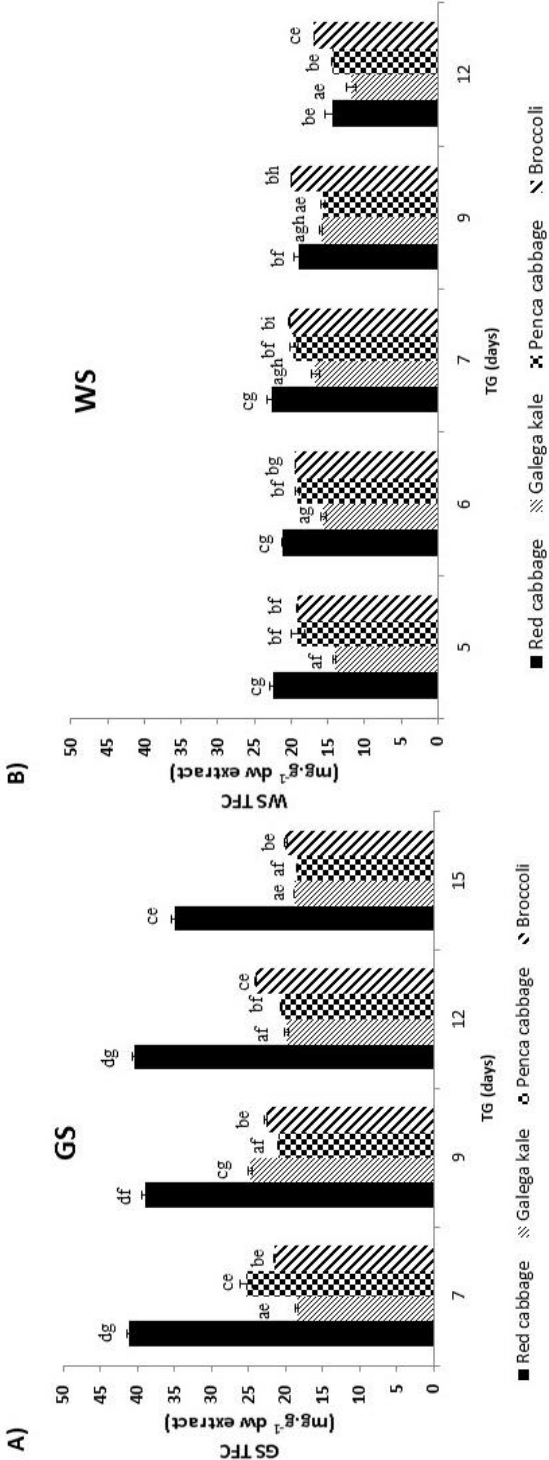 A)
GS
GS TFC
(mg.g⁻¹ dw extract)
50
45
40
35
30
25
20
15
10
5
0
dg
ae
ce
be
df
cg
af
be
dg
af
bf
ce
ce
ae
af
be
7
9
12
15
TG (days)
Red cabbage
Galega kale
Penca cabbage
Broccoli
B)
WS
WS TFC
(mg.g⁻¹ dw extract)
50
45
40
35
30
25
20
15
10
5
0
cg
af
bf
bf
cg
ag
bf
bg
cg
agh
bf
bi
bf
agh
ae
bh
be
ae
be
ce
5
6
7
9
12
TG (days)
Red cabbage
Galega kale
Penca cabbage
Broccoli